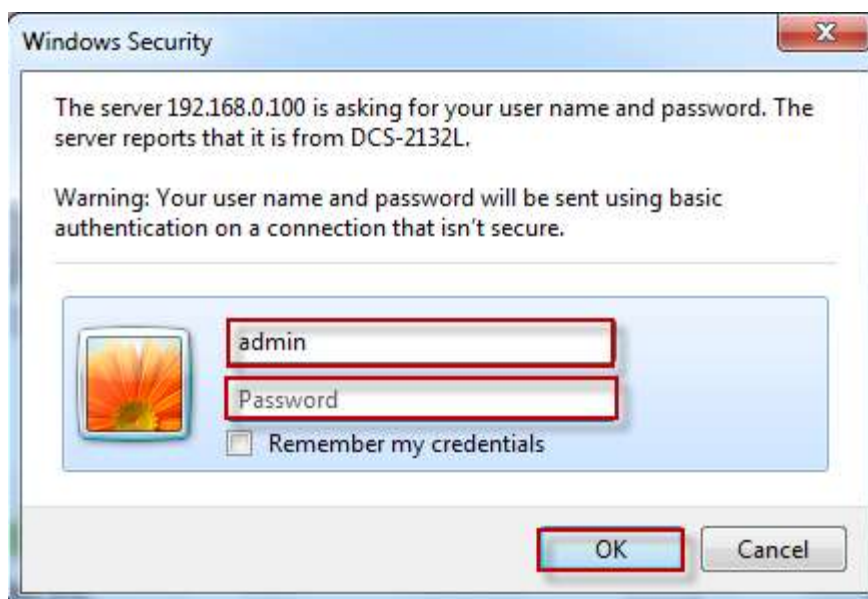 Windows Security
The server 192.168.0.100 is asking for your user name and password. The
server reports that it is from DCS-2132L.
Warning: Your user name and password will be sent using basic
authentication on a connection that isn't secure.
admin
Password
Remember my credentials
OK
Cancel